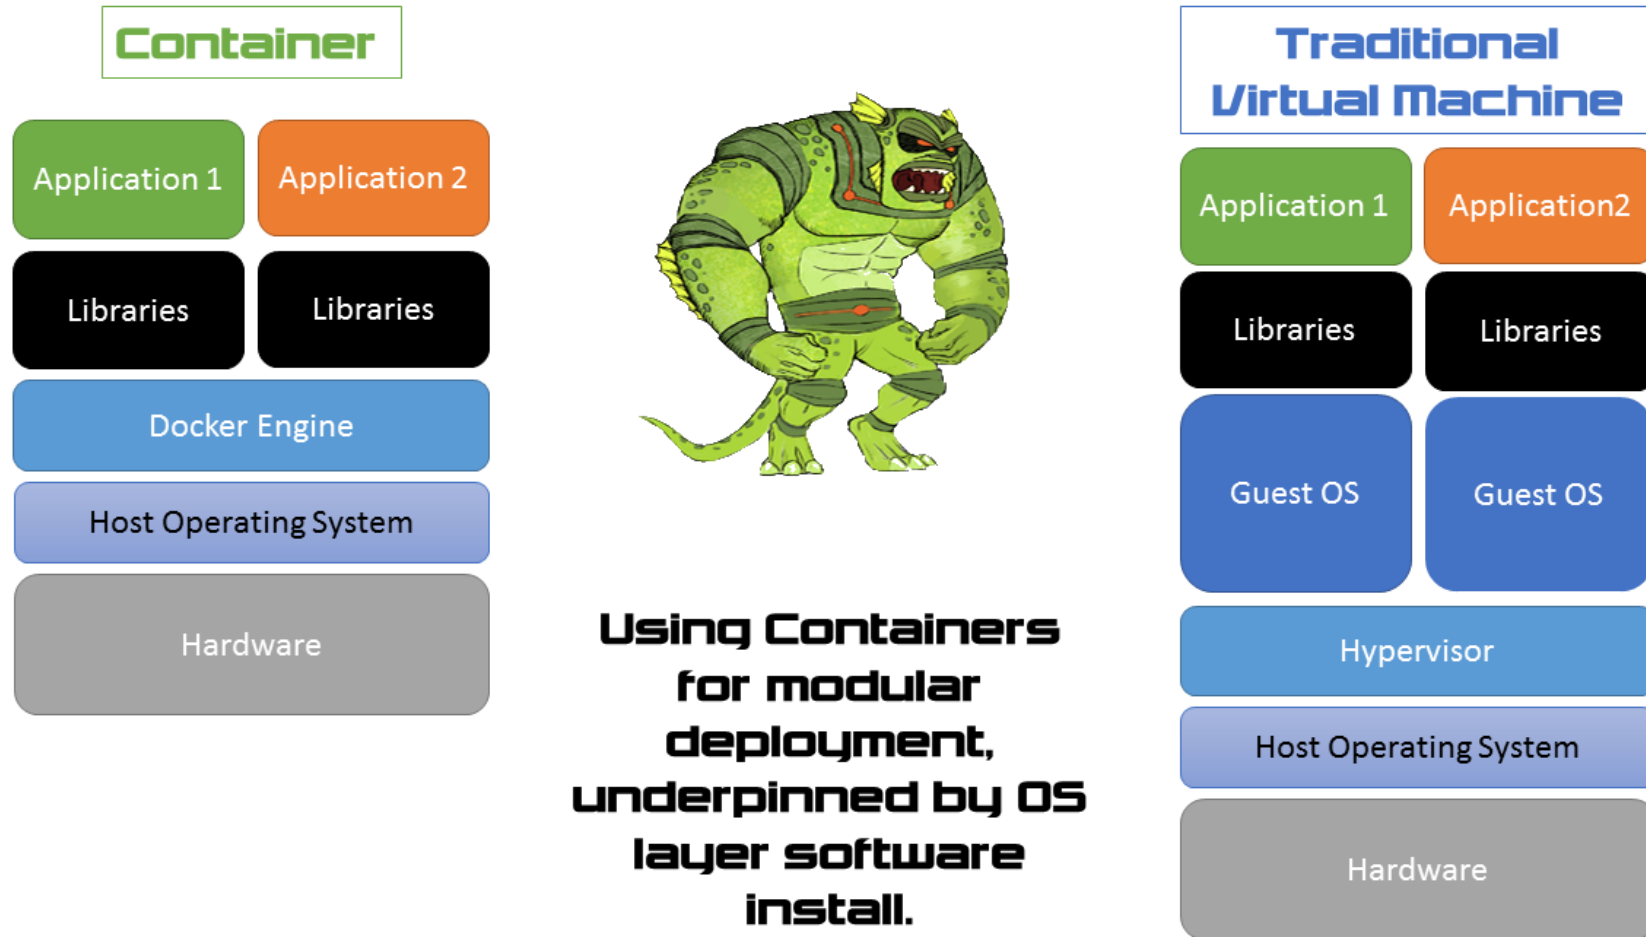 Container
Application 1
Application 2
Libraries
Libraries
Docker Engine
Host Operating System
Hardware
Using Containers
for modular
deployment,
underpinned by OS
layer software
install.
Traditional
Virtual Machine
Application 1
Application2
Libraries
Libraries
Guest OS
Guest OS
Hypervisor
Host Operating System
Hardware